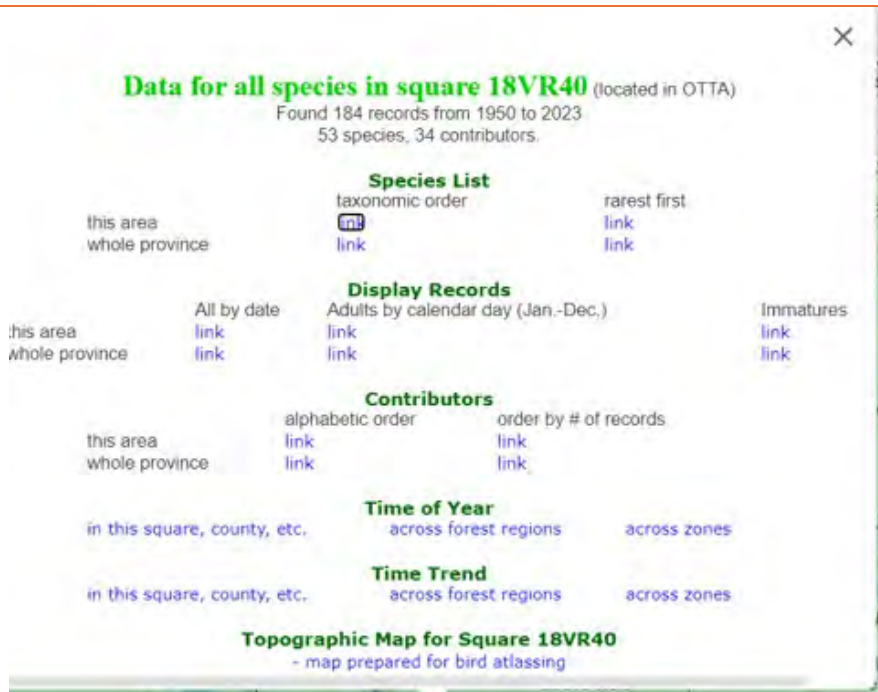 Data for all species in square 18VR40 (located in OTTA)
Found 184 records from 1950 to 2023
53 species, 34 contributors.
Species List
taxonomic order rarest first
this area link link
whole province link link
Display Records
All by date Adults by calendar day (Jan.-Dec.) Immatures
this area link link link
whole province link link link
Contributors
alphabetic order order by # of records
this area link link
whole province link link
Time of Year
in this square, county, etc. across forest regions across zones
Time Trend
in this square, county, etc. across forest regions across zones
Topographic Map for Square 18VR40
- map prepared for bird atlassing